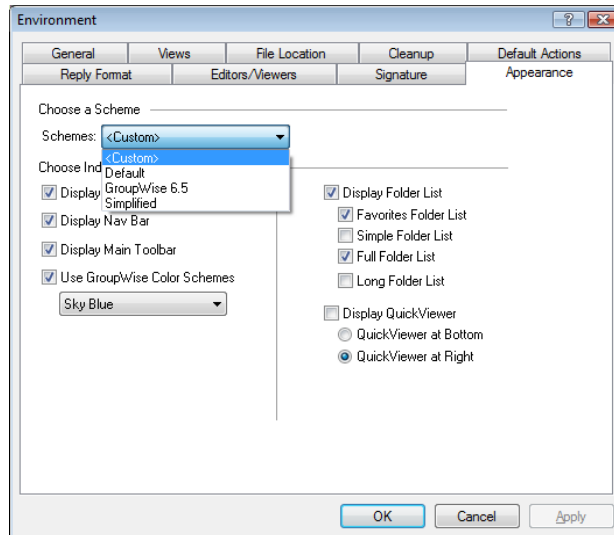 Environment
General Views File Location Cleanup Default Actions
Reply Format Editors/Viewers Signature Appearance
Choose a Scheme
Schemes: <Custom>
<Custom>
Default
GroupWise 6.5
Simplified
Choose Ind
Display
Display Nav Bar
Display Main Toolbar
Use GroupWise Color Schemes
Sky Blue
Display Folder List
Favorites Folder List
Simple Folder List
Full Folder List
Long Folder List
Display QuickViewer
QuickViewer at Bottom
QuickViewer at Right
OK Cancel Apply